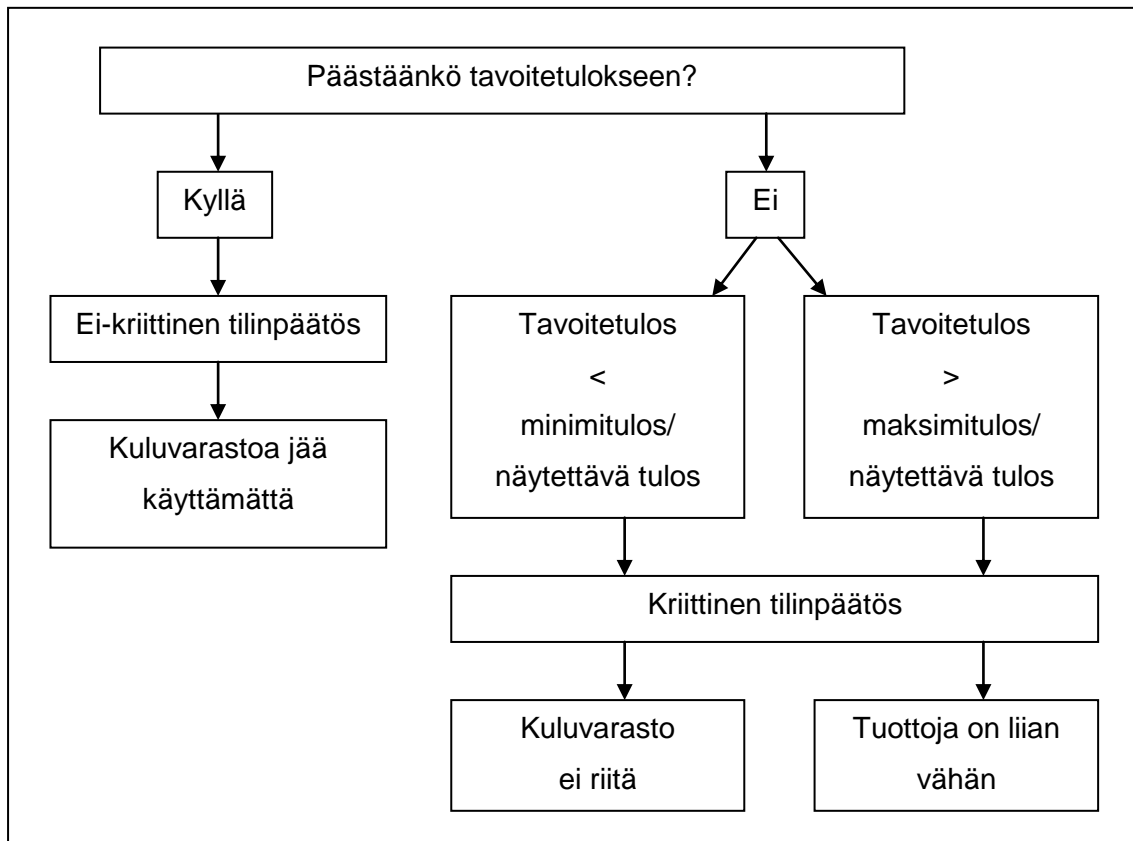 Päästäänkö tavoitetulokseen?
Kyllä
Ei
Ei-kriittinen tilinpäätös
Kuluvarastoa jää
käyttämättä
Tavoitetulos
<
minimitulos/
näytettävä tulos
Tavoitetulos
>
maksimitulos/
näytettävä tulos
Kriittinen tilinpäätös
Kuluvarasto
ei riitä
Tuottoja on liian
vähän